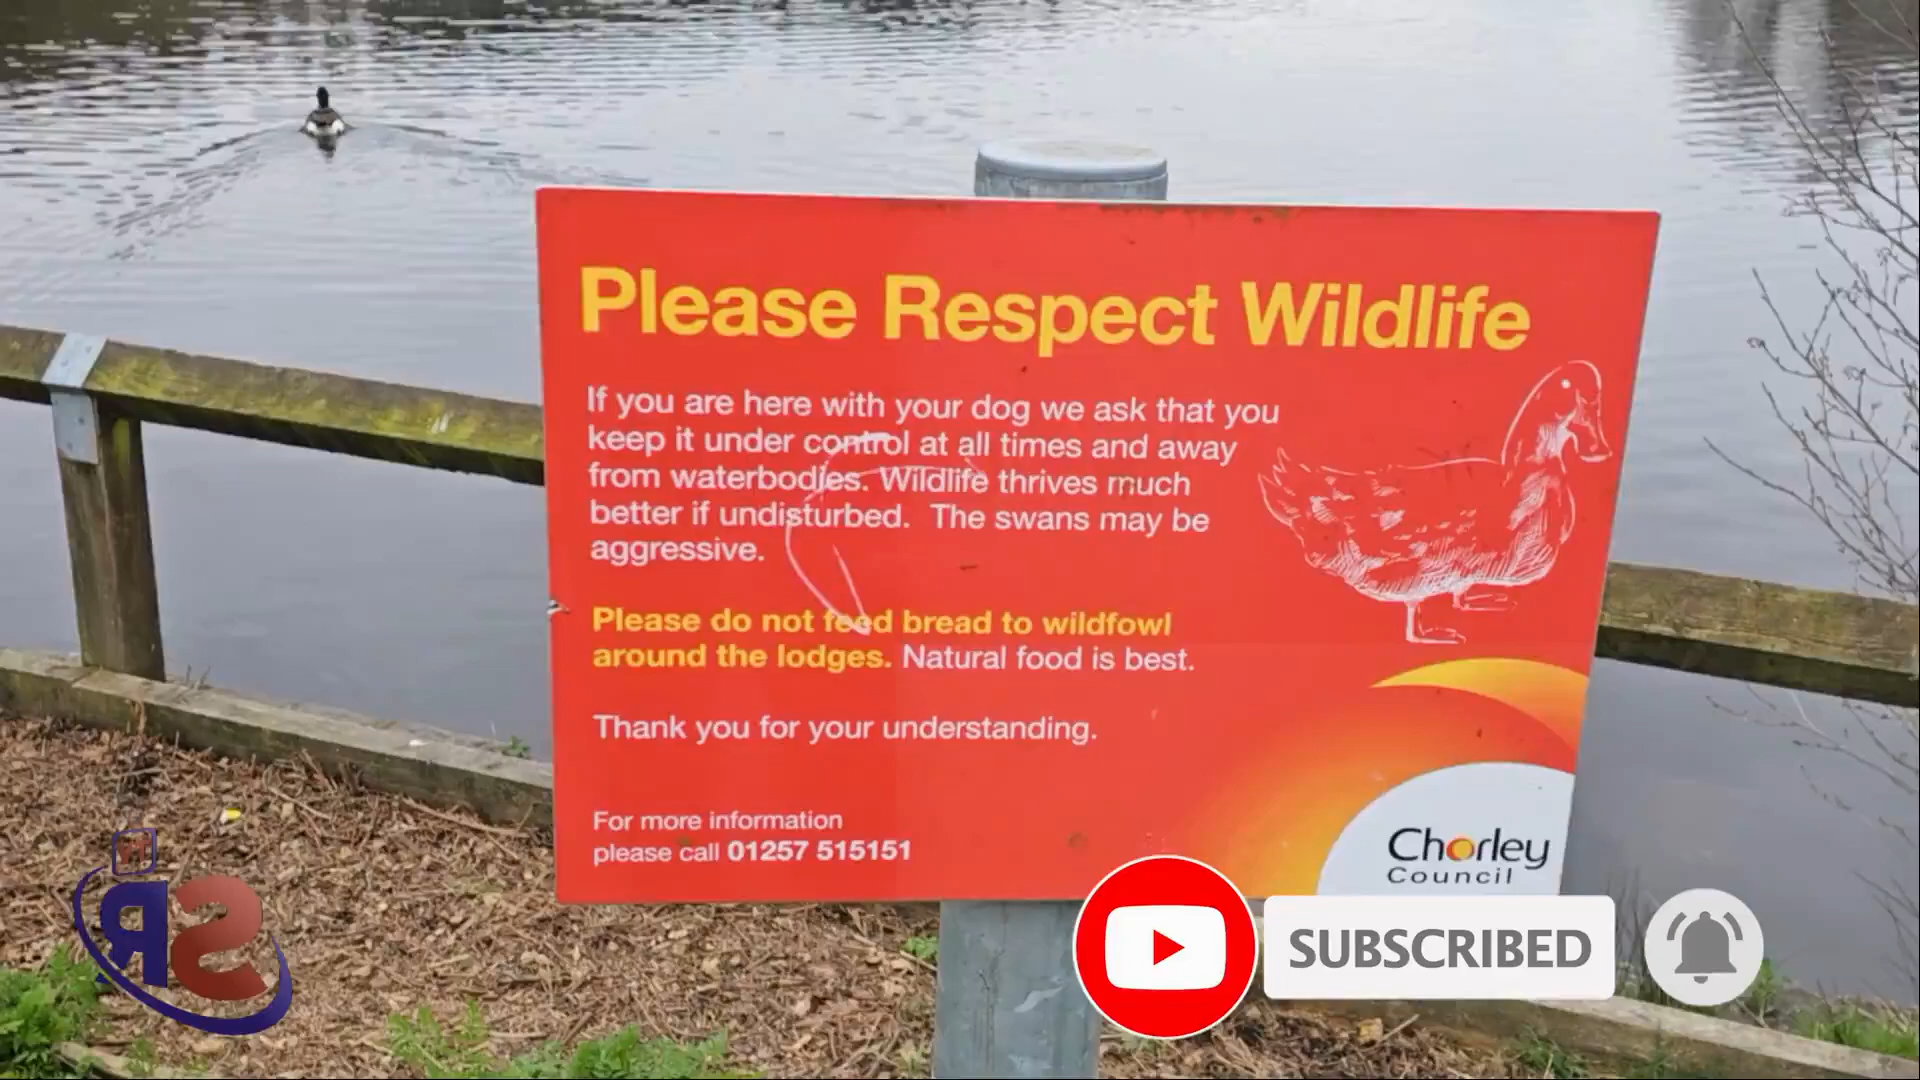 Please Respect Wildlife
If you are here with your dog we ask that you
keep it under control at all times and away
from waterbodies. Wildlife thrives much
better if undisturbed. The swans may be
aggressive.
Please do not feed bread to wildfowl
around the lodges. Natural food is best.
Thank you for your understanding.
For more information
please call 01257 515151
Chorley
Council
SUBSCRIBED